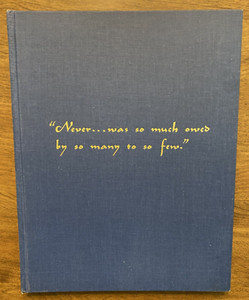 “Never...was so much owed
by so many to so few.”